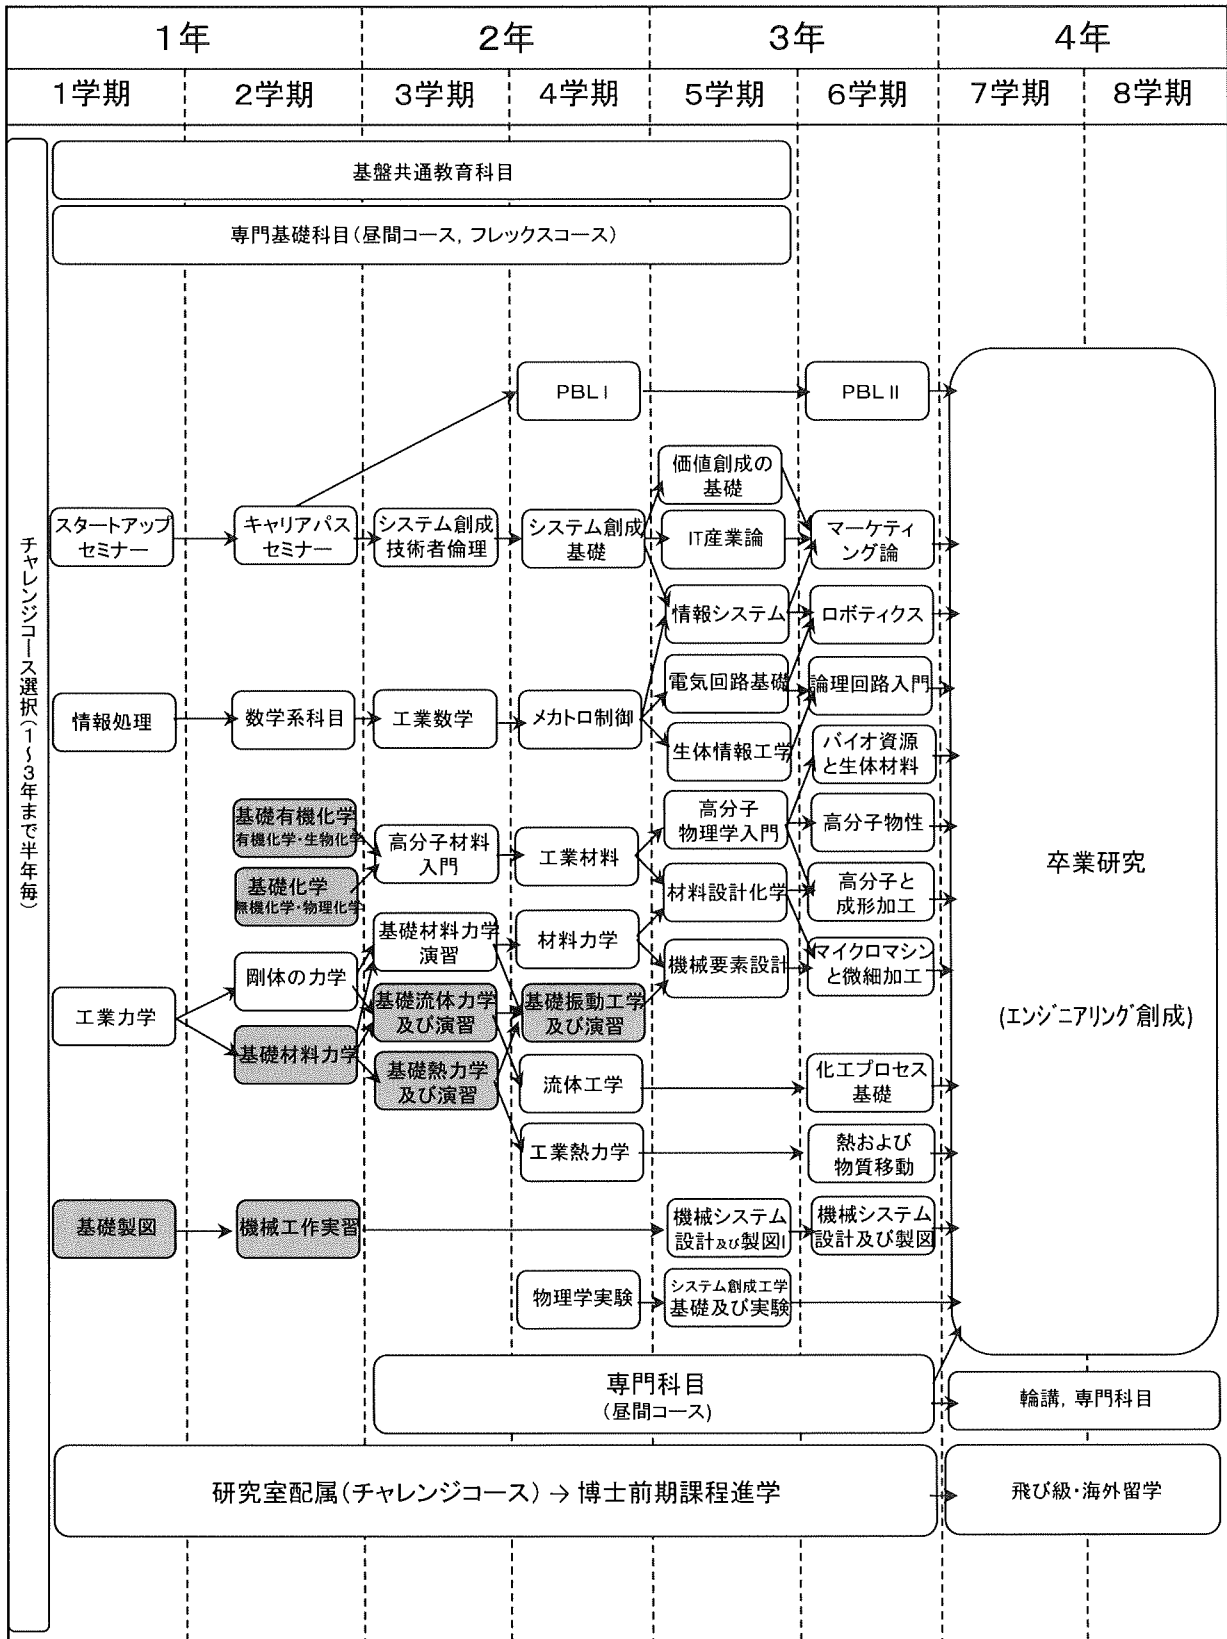 1年
2年
3年
4年
1学期
2学期
3学期
4学期
5学期
6学期
7学期
8学期
チャレンジコース選択(1〜3年まで半年毎)
基盤共通教育科目
専門基礎科目(昼間コース, フレックスコース)
PBL I
PBL II
価値創成の
基礎
スタートアップ
セミナー
キャリアパス
セミナー
システム創成
技術者倫理
システム創成
基礎
IT産業論
マーケティ
ング論
情報システム
ロボティクス
情報処理
数学系科目
工業数学
メカトロ制御
電気回路基礎
論理回路入門
生体情報工学
バイオ資源
と生体材料
基礎有機化学
有機化学・生物化学
高分子材料
入門
工業材料
高分子
物理学入門
高分子物性
基礎化学
無機化学・物理化学
材料設計化学
高分子と
成形加工
基礎材料力学
演習
材料力学
機械要素設計
マイクロマシン
と微細加工
剛体の力学
工業力学
基礎流体力学
及び演習
基礎振動工学
及び演習
基礎材料力学
基礎熱力学
及び演習
流体工学
化工プロセス
基礎
工業熱力学
熱および
物質移動
基礎製図
機械工作実習
機械システム
設計及び製図I
機械システム
設計及び製図
物理学実験
システム創成工学
基礎及び実験
卒業研究
(エンジニアリング創成)
専門科目
(昼間コース)
輪講, 専門科目
研究室配属(チャレンジコース) → 博士前期課程進学
飛び級・海外留学